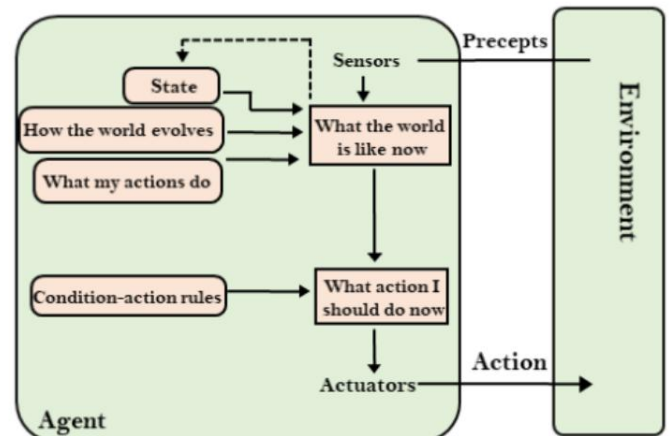 Precepts
Sensors
State
How the world evolves
What the world
is like now
What my actions do
Environment
Condition-action rules
What action I
should do now
Action
Actuators
Agent